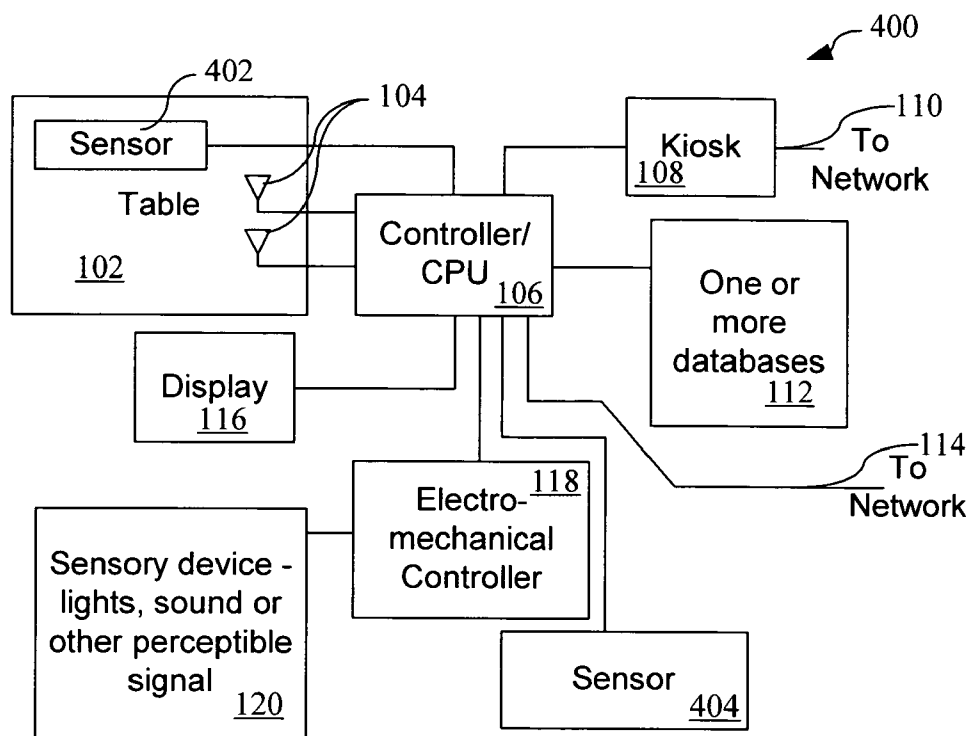 400
402
104
110
Sensor
Kiosk
108
To
Network
Table
102
Controller/
CPU
106
One or
more
databases
112
Display
116
114
To
Network
118
Electro-
mechanical
Controller
Sensory device -
lights, sound or
other perceptible
signal
120
Sensor
404